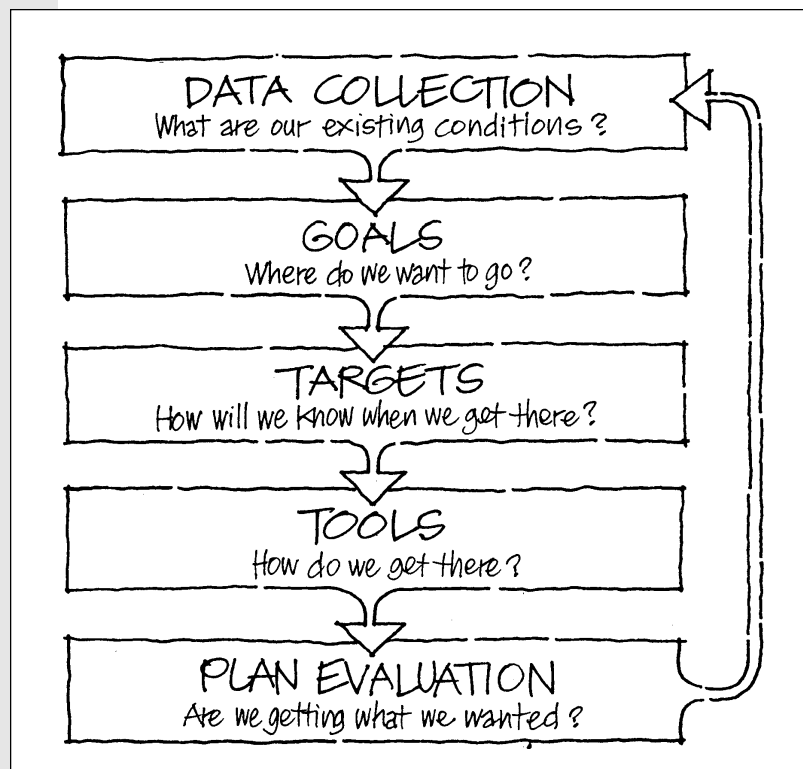 DATA COLLECTION
What are our existing conditions?
GOALS
Where do we want to go?
TARGETS
How will we know when we get there?
TOOLS
How do we get there?
PLAN EVALUATION
Are we getting what we wanted?